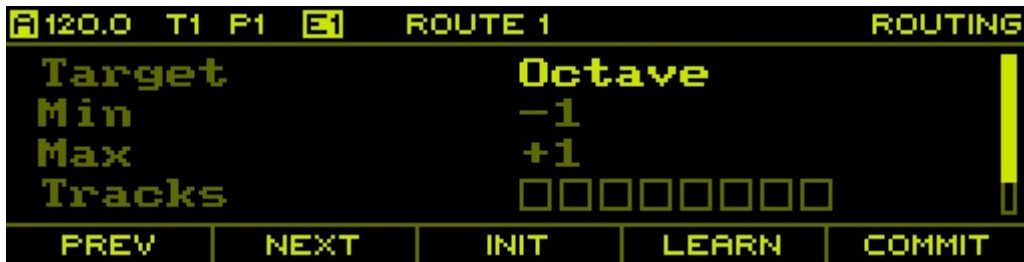 A 120.0 T1 P1 E1 ROUTE 1 ROUTING
Target Octave
Min -1
Max +1
Tracks
PREV NEXT INIT LEARN COMMIT